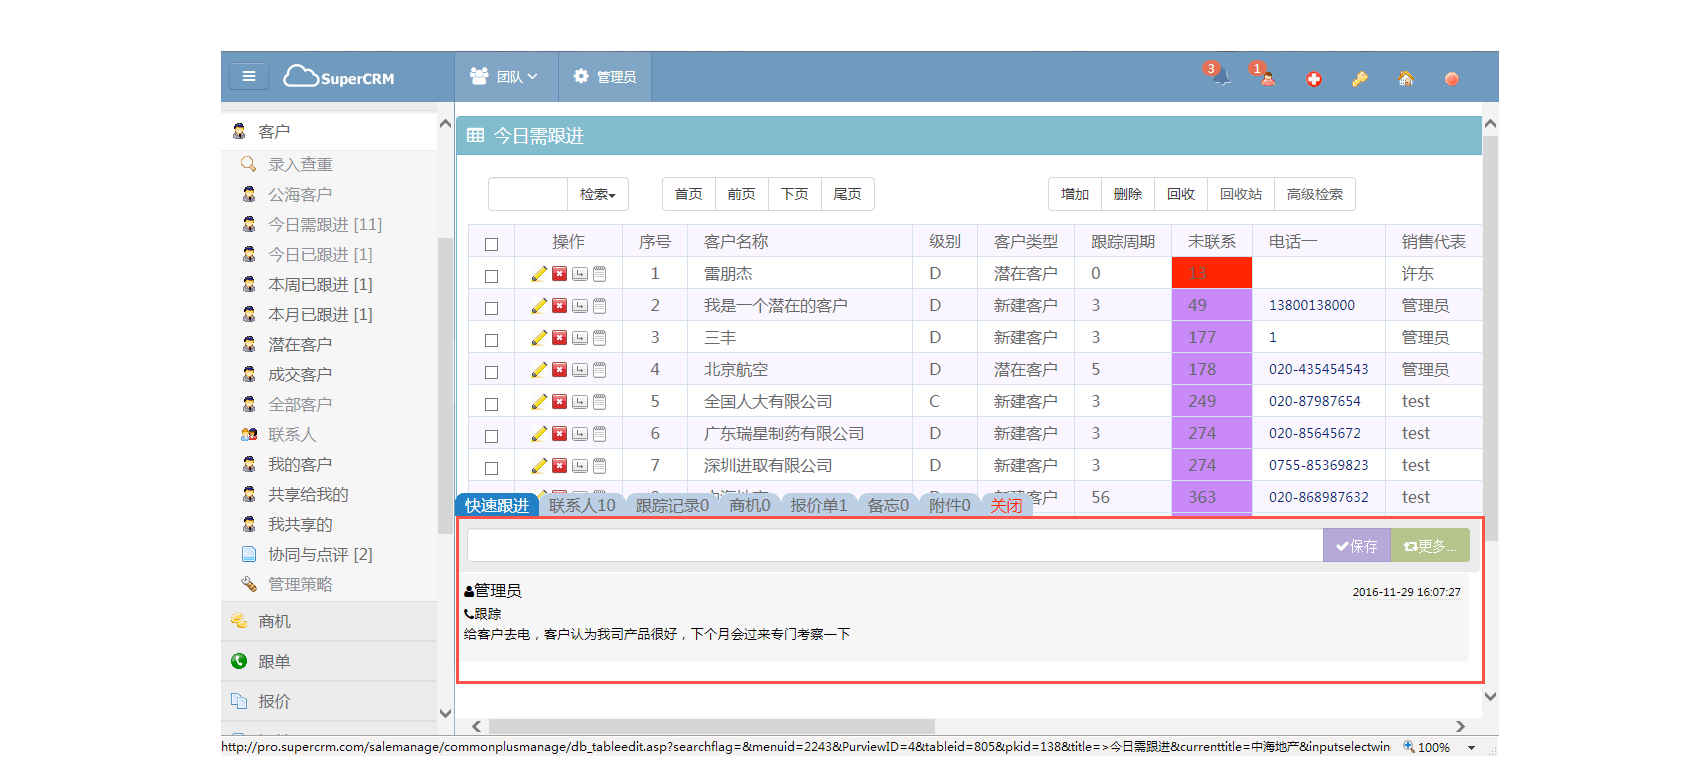 SuperCRM 团队 管理员 3 1
客户
录入查重
公海客户
今日需跟进 [11]
今日已跟进 [1]
本周已跟进 [1]
本月已跟进 [1]
潜在客户
成交客户
全部客户
联系人
我的客户
共享给我的
我共享的
协同与点评 [2]
管理策略
商机
跟单
报价
今日需跟进
检索 首页 前页 下页 尾页 增加 删除 回收 回收站 高级检索
操作 序号 客户名称 级别 客户类型 跟踪周期 未联系 电话一 销售代表
1 雷朋杰 D 潜在客户 0 13 许东
2 我是一个潜在的客户 D 新建客户 3 49 13800138000 管理员
3 三丰 D 新建客户 3 177 1 管理员
4 北京航空 D 潜在客户 5 178 020-435454543 管理员
5 全国人大有限公司 C 新建客户 3 249 020-87987654 test
6 广东瑞星制药有限公司 D 新建客户 3 274 020-85645672 test
7 深圳进取有限公司 D 新建客户 3 274 0755-85369823 test
56 363 020-868987632 test
快速跟进 联系人10 跟踪记录0 商机0 报价单1 备忘0 附件0 关闭
保存 更多...
管理员 2016-11-29 16:07:27
跟踪
给客户去电，客户认为我司产品很好，下个月会过来专门考察一下
http://pro.supercrm.com/salemanage/commonplusmanage/db_tableedit.asp?searchflag=&menuid=2243&PurviewID=4&tableid=805&pkid=138&title=>今日需跟进&currenttitle=中海地产&inputselectwin 100%